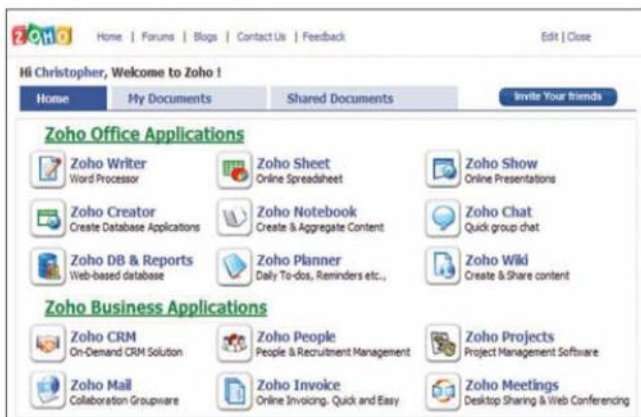 ZOHO Home | Forums | Blogs | Contact Us | Feedback Edit | Close
Hi Christopher, Welcome to Zoho !
Home My Documents Shared Documents Invite Your friends
Zoho Office Applications
Zoho Writer Zoho Sheet Zoho Show
Word Processor Online Spreadsheet Online Presentations
Zoho Creator Zoho Notebook Zoho Chat
Create Database Applications Create & Aggregate Content Quick group chat
Zoho DB & Reports Zoho Planner Zoho Wiki
Web-based database Daily To-dos, Reminders etc., Create & Share content
Zoho Business Applications
Zoho CRM Zoho People Zoho Projects
On-Demand CRM Solution People & Recruitment Management Project Management Software
Zoho Mail Zoho Invoice Zoho Meetings
Collaboration Groupware Online Invoicing. Quick and Easy Desktop Sharing & Web Conferencing